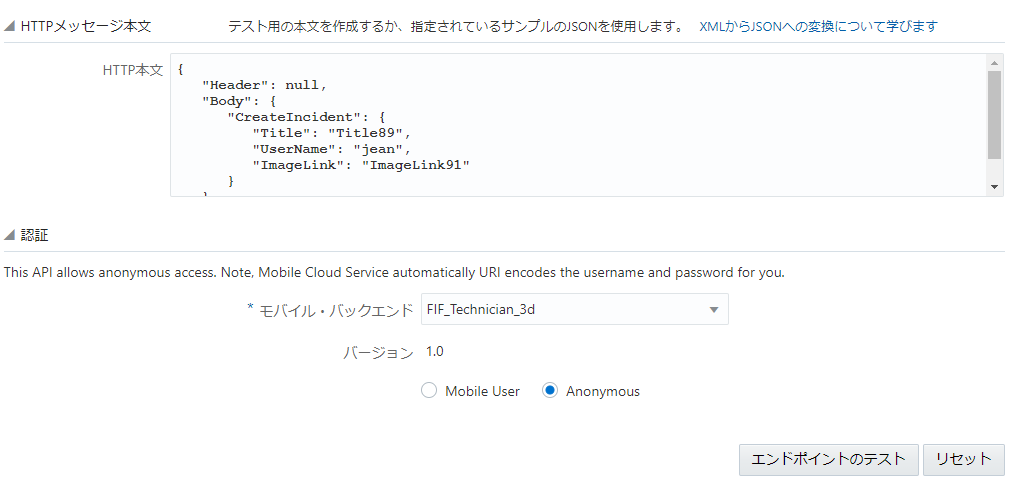 HTTPメッセージ本文 テスト用の本文を作成するか、指定されているサンプルのJSONを使用します。 XMLからJSONへの変換について学びます
HTTP本文 {
"Header": null,
"Body": {
"CreateIncident": {
"Title": "Title89",
"UserName": "jean",
"ImageLink": "ImageLink91"
}
認証
This API allows anonymous access. Note, Mobile Cloud Service automatically URI encodes the username and password for you.
* モバイル・バックエンド FIF_Technician_3d
バージョン 1.0
Mobile User Anonymous
エンドポイントのテスト リセット